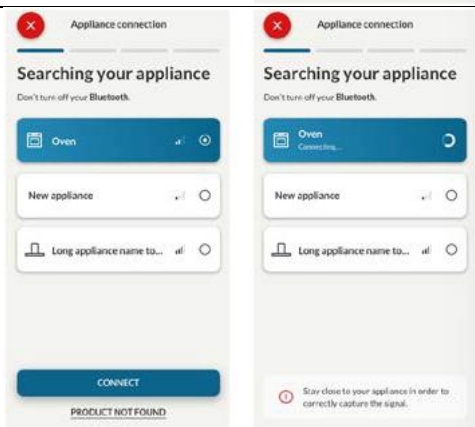 Appliance connection
Searching your appliance
Don't turn off your Bluetooth.
Oven
New appliance
Long appliance name to...
CONNECT
PRODUCT NOT FOUND
Appliance connection
Searching your appliance
Don't turn off your Bluetooth.
Oven
Connecting...
New appliance
Long appliance name to...
Stay close to your appliance in order to
correctly capture the signal.